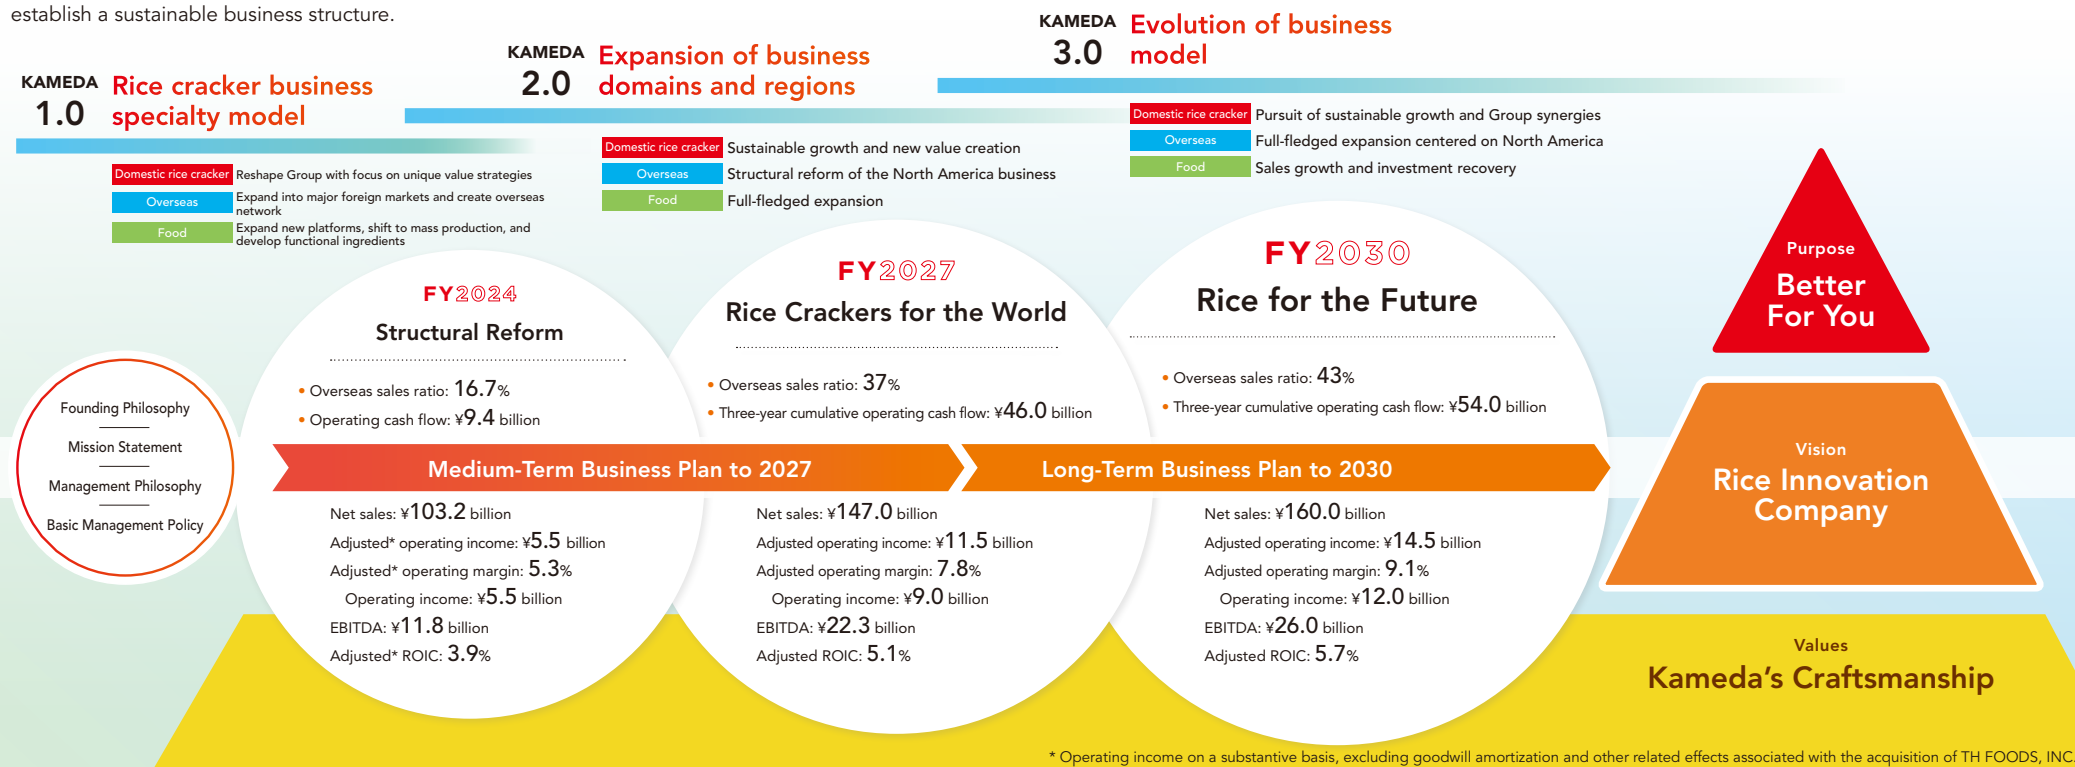 establish a sustainable business structure.
KAMEDA
1.0
Rice cracker business
specialty model
Domestic rice cracker Reshape Group with focus on unique value strategies
Overseas Expand into major foreign markets and create overseas
network
Food Expand new platforms, shift to mass production, and
develop functional ingredients
KAMEDA
2.0
Expansion of business
domains and regions
Domestic rice cracker Sustainable growth and new value creation
Overseas Structural reform of the North America business
Food Full-fledged expansion
KAMEDA
3.0
Evolution of business
model
Domestic rice cracker Pursuit of sustainable growth and Group synergies
Overseas Full-fledged expansion centered on North America
Food Sales growth and investment recovery
Founding Philosophy
Mission Statement
Management Philosophy
Basic Management Policy
FY2024
Structural Reform
• Overseas sales ratio: 16.7%
• Operating cash flow: ¥9.4 billion
FY2027
Rice Crackers for the World
• Overseas sales ratio: 37%
• Three-year cumulative operating cash flow: ¥46.0 billion
FY2030
Rice for the Future
• Overseas sales ratio: 43%
• Three-year cumulative operating cash flow: ¥54.0 billion
Medium-Term Business Plan to 2027
Long-Term Business Plan to 2030
Net sales: ¥103.2 billion
Adjusted* operating income: ¥5.5 billion
Adjusted* operating margin: 5.3%
Operating income: ¥5.5 billion
EBITDA: ¥11.8 billion
Adjusted* ROIC: 3.9%
Net sales: ¥147.0 billion
Adjusted operating income: ¥11.5 billion
Adjusted operating margin: 7.8%
Operating income: ¥9.0 billion
EBITDA: ¥22.3 billion
Adjusted ROIC: 5.1%
Net sales: ¥160.0 billion
Adjusted operating income: ¥14.5 billion
Adjusted operating margin: 9.1%
Operating income: ¥12.0 billion
EBITDA: ¥26.0 billion
Adjusted ROIC: 5.7%
Purpose
Better
For You
Vision
Rice Innovation
Company
Values
Kameda's Craftsmanship
* Operating income on a substantive basis, excluding goodwill amortization and other related effects associated with the acquisition of TH FOODS, INC.